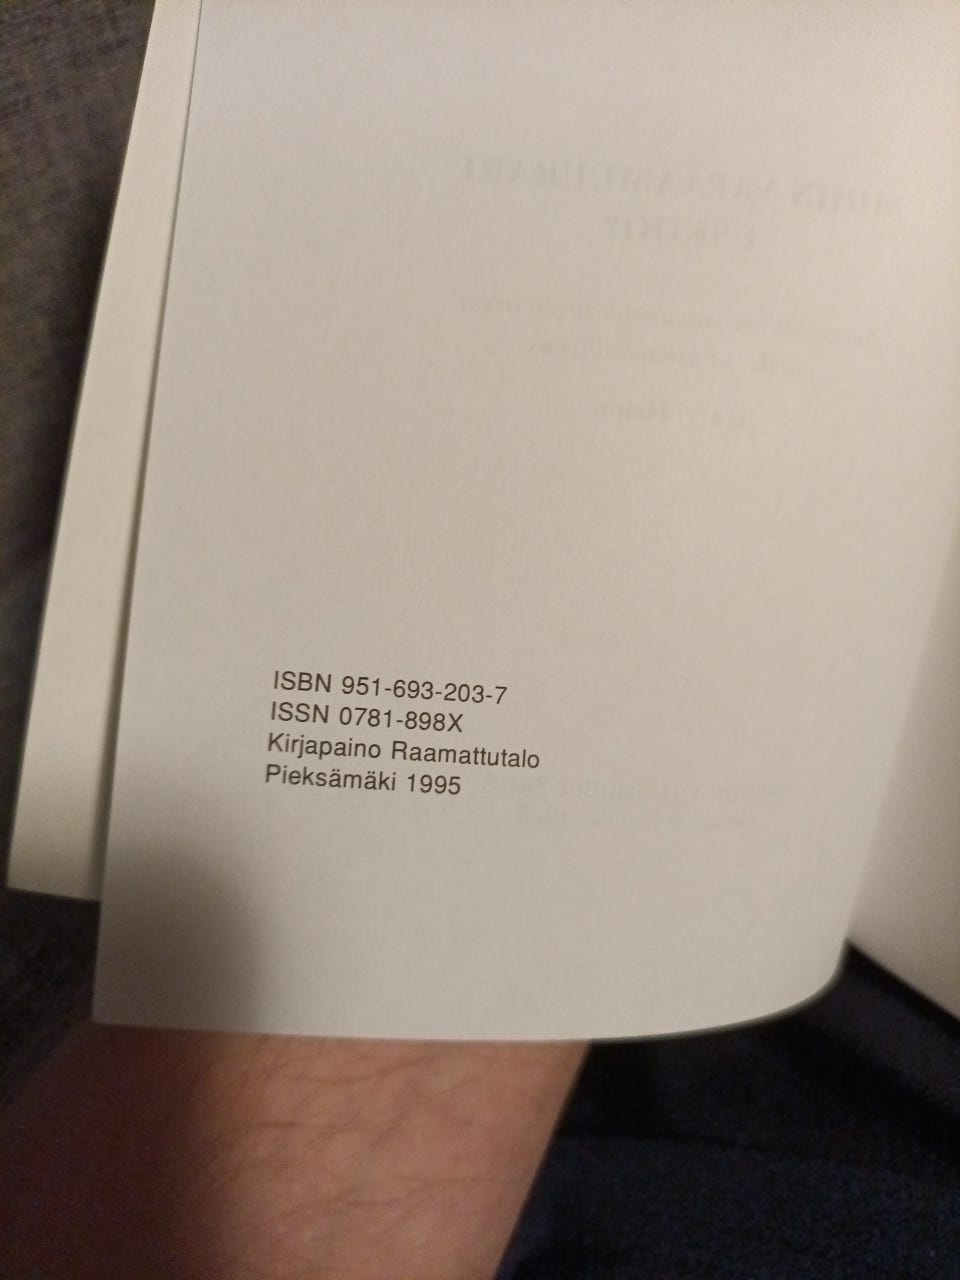 ISBN 951-693-203-7
ISSN 0781-898X
Kirjapaino Raamattutalo
Pieksämäki 1995